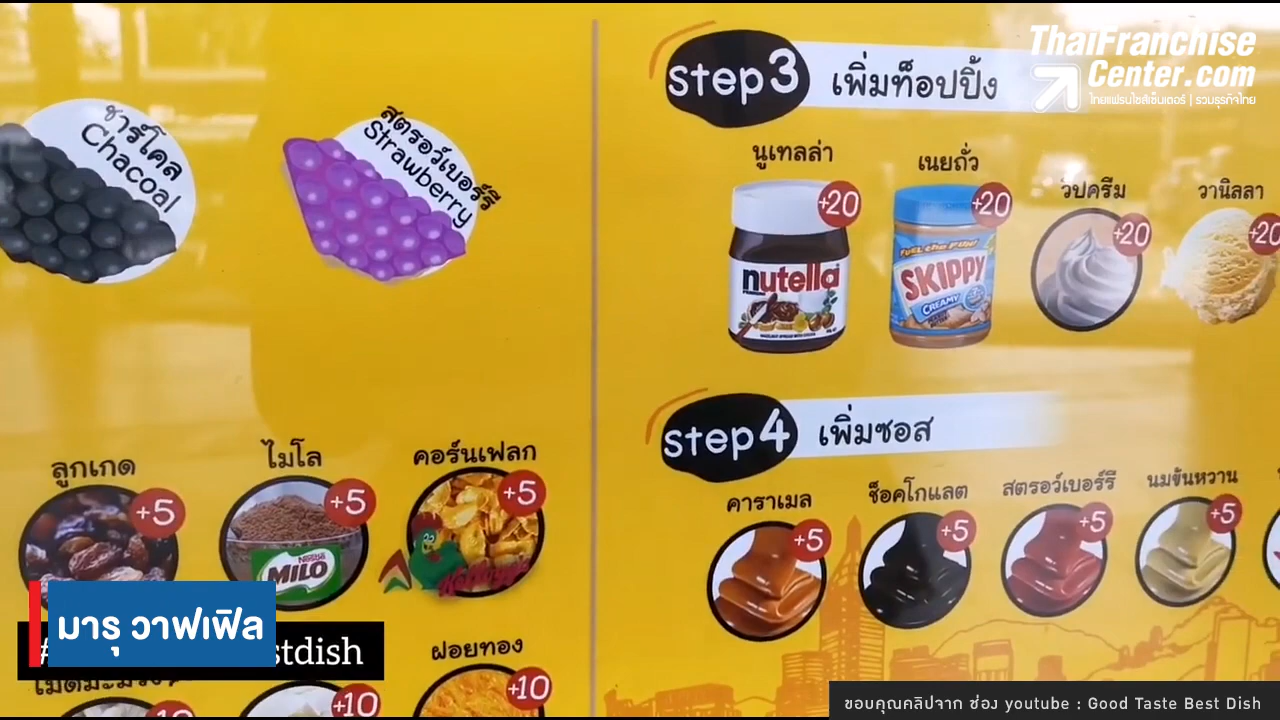 ThaiFranchise
Center.com
ไทยแฟรนไชส์เซ็นเตอร์ | รวมธุรกิจไทย
ชาร์โคล
Chacoal
สตรอว์เบอร์รี
Strawberry
step3 เพิ่มท็อปปิ้ง
นูเทลล่า
+20
nutella
เนยถั่ว
+20
SKIPPY
CREAMY
วิปครีม
+20
วานิลลา
+20
ลูกเกด
+5
ไมโล
+5
Nestle
MILO
คอร์นเฟลก
+5
Kellogg's
step4 เพิ่มซอส
คาราเมล
+5
ช็อคโกแลต
+5
สตรอว์เบอร์รี
+5
นมข้นหวาน
+5
มารุ วาฟเฟิล
#
stdish
+10
ฝอยทอง
+10
ขอบคุณคลิปจาก ช่อง youtube : Good Taste Best Dish